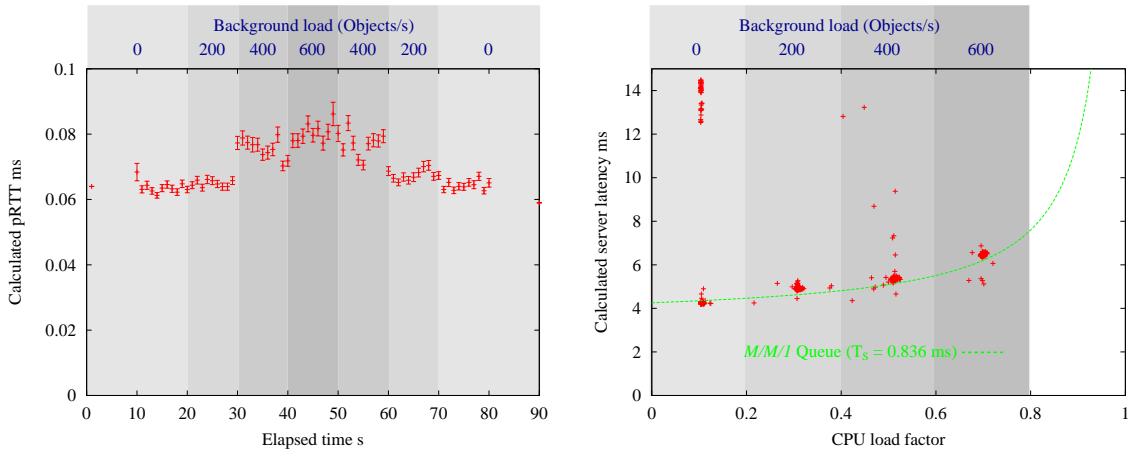 Background load (Objects/s)
0 200 400 600 400 200 0
0.1
0.08
0.06
0.04
0.02
0
0 10 20 30 40 50 60 70 80 90
Calculated pRTT ms
Elapsed time s
Background load (Objects/s)
0 200 400 600
14
12
10
8
6
4
2
0
0 0.2 0.4 0.6 0.8 1
Calculated server latency ms
CPU load factor
M/M/1 Queue (TS = 0.836 ms)